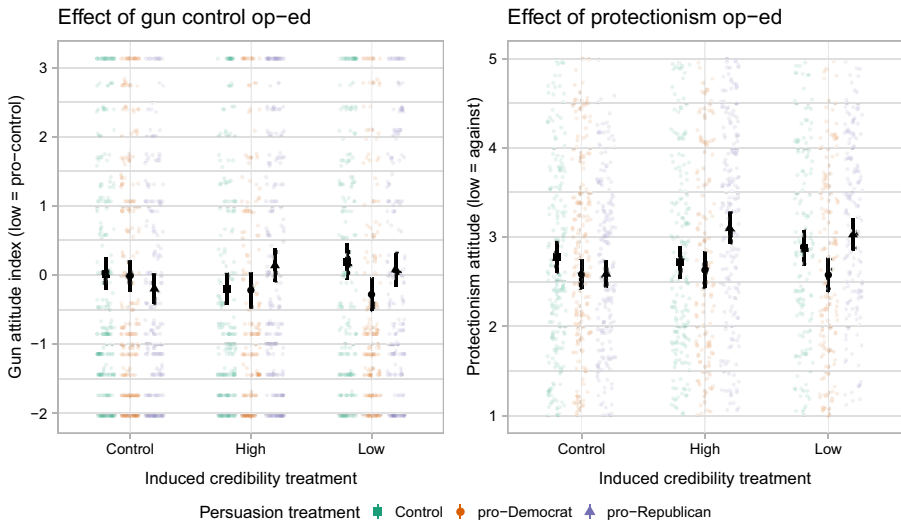 Effect of gun control op-ed
Gun attitude index (low = pro−control)
3
2
1
0
−1
−2
Control
High
Low
Induced credibility treatment
Effect of protectionism op-ed
Protectionism attitude (low = against)
5
4
3
2
1
Control
High
Low
Induced credibility treatment
Persuasion treatment Control pro−Democrat pro−Republican